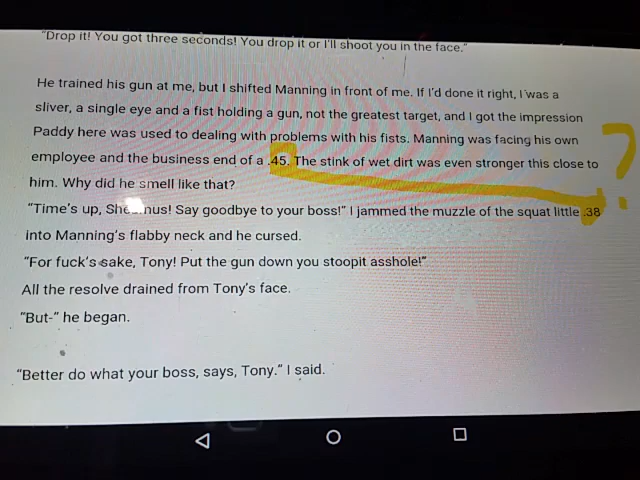 “Drop it! You got three seconds! You drop it or I’ll shoot you in the face.”
He trained his gun at me, but I shifted Manning in front of me. If I’d done it right, I was a
sliver, a single eye and a fist holding a gun, not the greatest target, and I got the impression
Paddy here was used to dealing with problems with his fists. Manning was facing his own
employee and the business end of a .45. The stink of wet dirt was even stronger this close to
him. Why did he smell like that?
“Time’s up, Say goodbye to your boss!” I jammed the muzzle of the squat little .38
into Manning’s flabby neck and he cursed.
“For fuck’s sake, Tony! Put the gun down you stoopit asshole!”
All the resolve drained from Tony’s face.
“But-” he began.
“Better do what your boss, says, Tony.” I said.
?